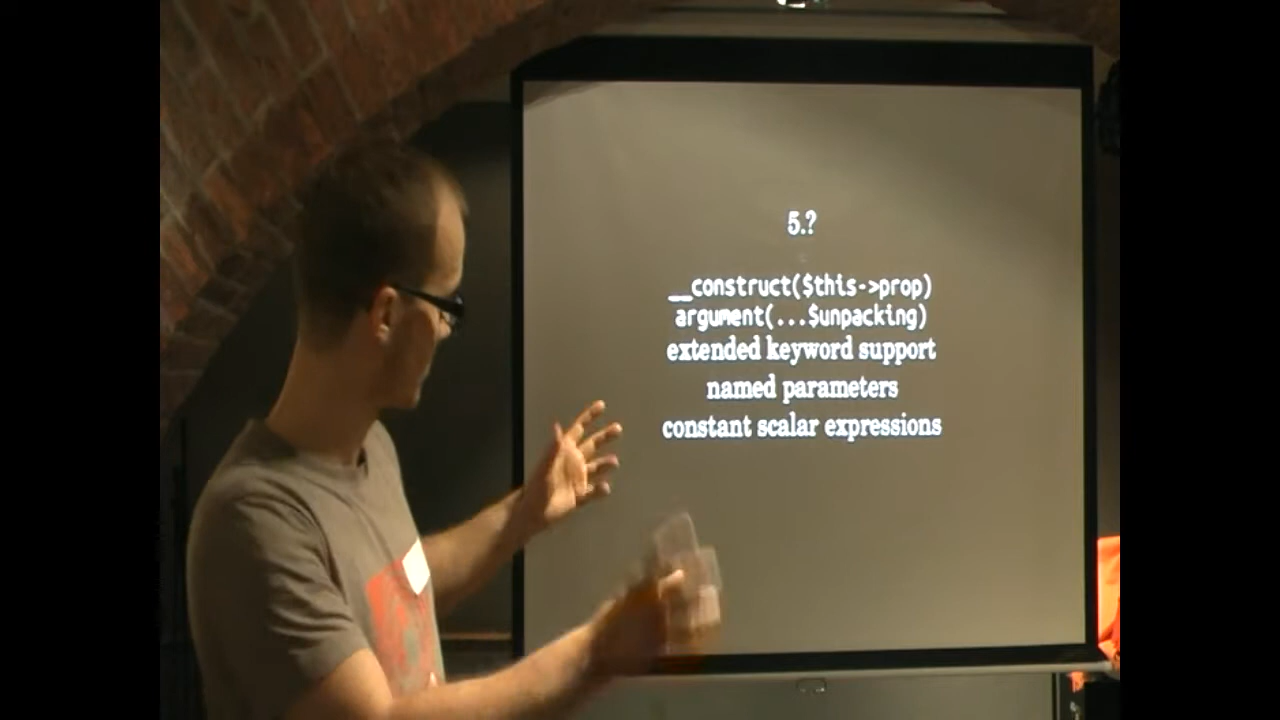 5.?
__construct($this->prop)
argument(...$unpacking)
extended keyword support
named parameters
constant scalar expressions